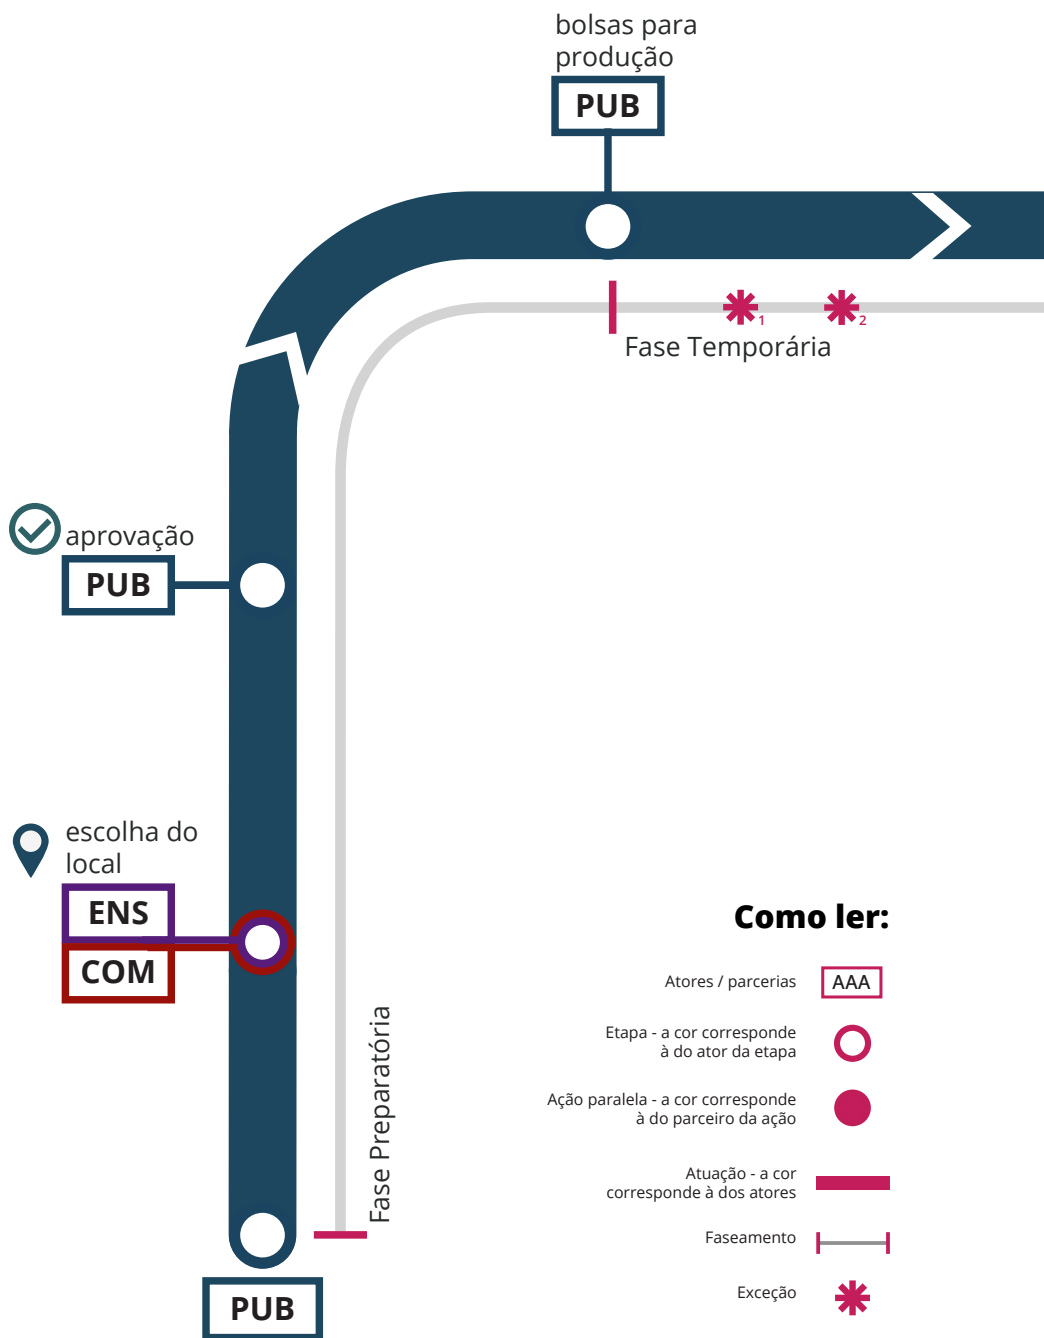 bolsas para
produção
PUB
1
2
Fase Temporária
aprovação
PUB
escolha do
local
ENS
COM
Fase Preparatória
PUB
Como ler:
Atores / parcerias
AAA
Etapa - a cor corresponde
à do ator da etapa
Ação paralela - a cor corresponde
à do parceiro da ação
Atuação - a cor
corresponde à dos atores
Faseamento
Exceção